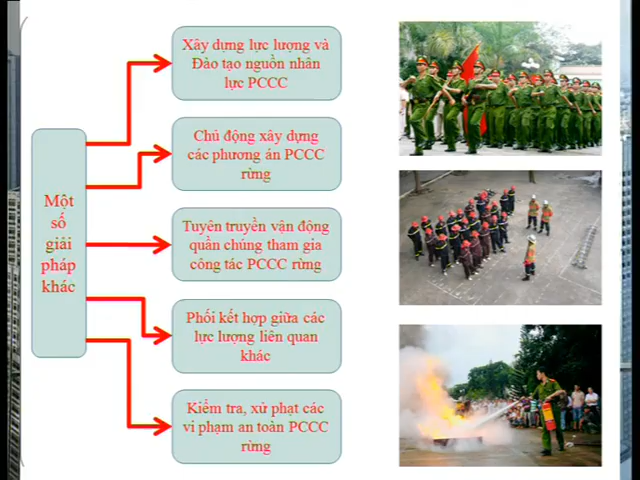 Một
số
giải
pháp
khác
Xây dựng lực lượng và
Đào tạo nguồn nhân
lực PCCC
Chủ động xây dựng
các phương án PCCC
rừng
Tuyên truyền vận động
quần chúng tham gia
công tác PCCC rừng
Phối kết hợp giữa các
lực lượng liên quan
khác
Kiểm tra, xử phạt các
vi phạm an toàn PCCC
rừng